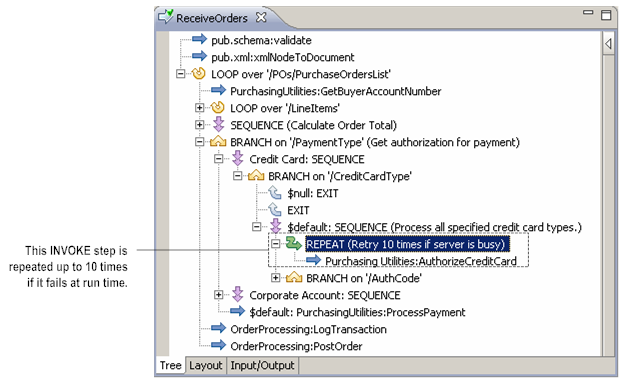 ReceiveOrders
pub.schema:validate
pub.xml:xmlNodeToDocument
LOOP over '/POs/PurchaseOrdersList'
PurchasingUtilities:GetBuyerAccountNumber
LOOP over '/LineItems'
SEQUENCE (Calculate Order Total)
BRANCH on '/PaymentType' (Get authorization for payment)
Credit Card: SEQUENCE
BRANCH on '/CreditCardType'
$null: EXIT
EXIT
$default: SEQUENCE (Process all specified credit card types.)
REPEAT (Retry 10 times if server is busy)
Purchasing Utilities:AuthorizeCreditCard
BRANCH on '/AuthCode'
Corporate Account: SEQUENCE
$default: PurchasingUtilities:ProcessPayment
OrderProcessing:LogTransaction
OrderProcessing:PostOrder
Tree Layout Input/Output
This INVOKE step is
repeated up to 10 times
if it fails at run time.